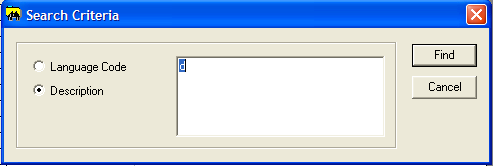 Search Criteria
Language Code
Description
d
Find
Cancel